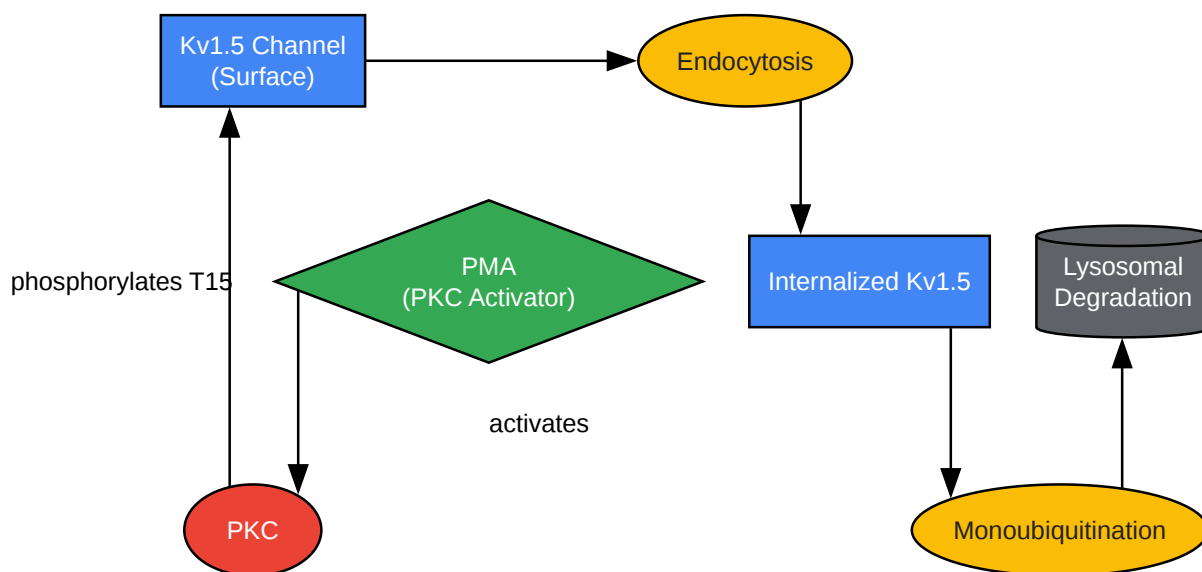 Kv1.5 Channel
(Surface)
Endocytosis
phosphorylates T15
PMA
(PKC Activator)
Internalized Kv1.5
Lysosomal
Degradation
activates
PKC
Monoubiquitination